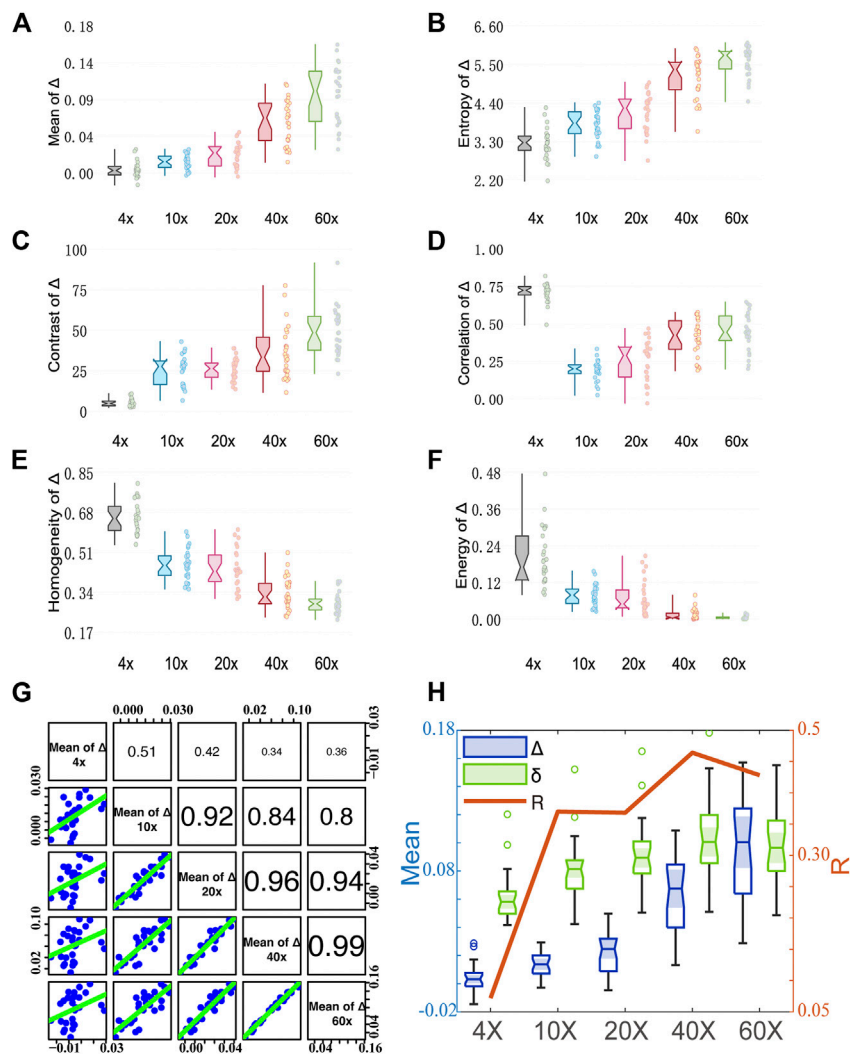 A
Mean of Δ
0.18
0.09
0.04
0.00
4x 10x 20x 40x 60x
B
Entropy of Δ
6.60
5.50
4.40
3.30
2.20
4x 10x 20x 40x 60x
C
Contrast of Δ
100
75
50
25
0
4x 10x 20x 40x 60x
D
Correlation of Δ
1.00
0.75
0.50
0.25
0.00
4x 10x 20x 40x 60x
E
Homogeneity of Δ
0.85
0.68
0.51
0.34
0.17
4x 10x 20x 40x 60x
F
Energy of Δ
0.48
0.36
0.24
0.12
0.00
4x 10x 20x 40x 60x
G
0.000 0.030 0.02 0.10
Mean of Δ
4x
0.51 0.42 0.34 0.36
-0.01 0.03
0.000 0.030
Mean of Δ
10x
0.92 0.84 0.8
Mean of Δ
20x
0.96 0.94
0.00 0.04
0.02 0.10
Mean of Δ
40x
0.99
Mean of Δ
60x
0.04 0.16
-0.01 0.03 0.00 0.04 0.04 0.16
H
Mean
0.18
0.08
-0.02
Δ
δ
R
4X 10X 20X 40X 60X
0.5
0.30
0.05
R